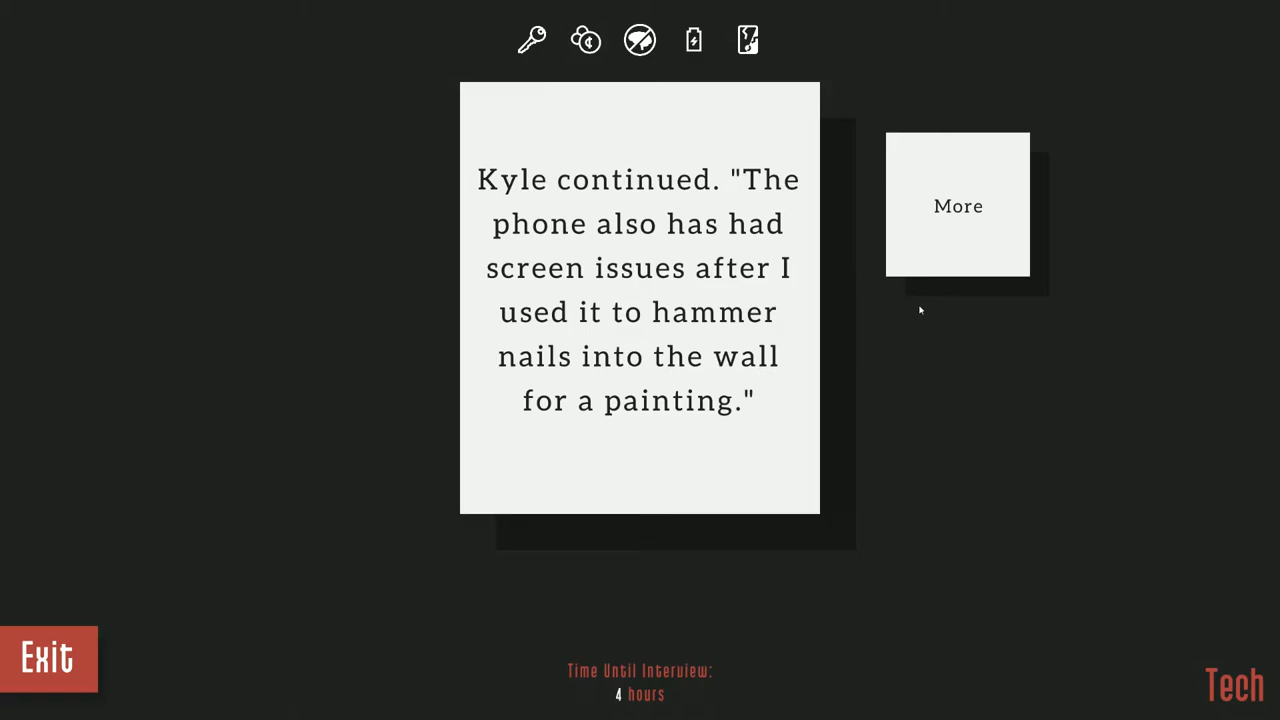 Kyle continued. "The
phone also has had
screen issues after I
used it to hammer
nails into the wall
for a painting."
More
Exit
Time Until Interview:
4 hours
Tech